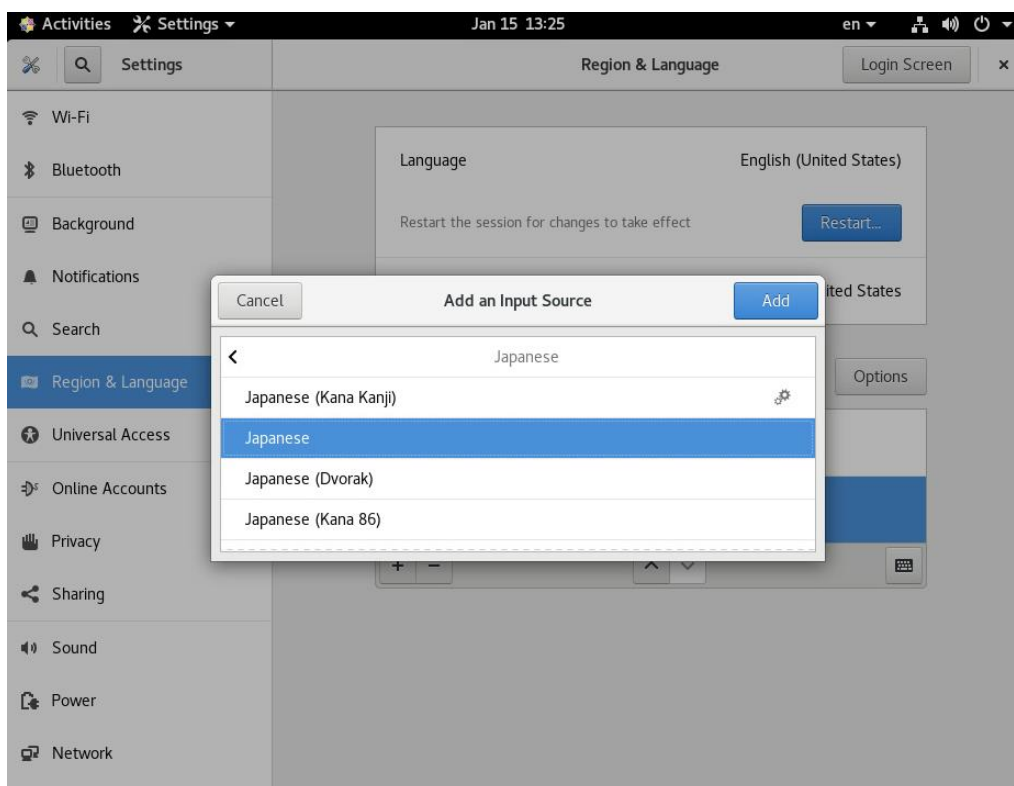 Activities Settings Jan 15 13:25 en
Settings Region & Language Login Screen
Wi-Fi
Bluetooth
Background
Notifications
Search
Region & Language
Universal Access
Online Accounts
Privacy
Sharing
Sound
Power
Network
Language English (United States)
Restart the session for changes to take effect Restart...
ited States
Options
Cancel Add an Input Source Add
Japanese
Japanese (Kana Kanji)
Japanese
Japanese (Dvorak)
Japanese (Kana 86)